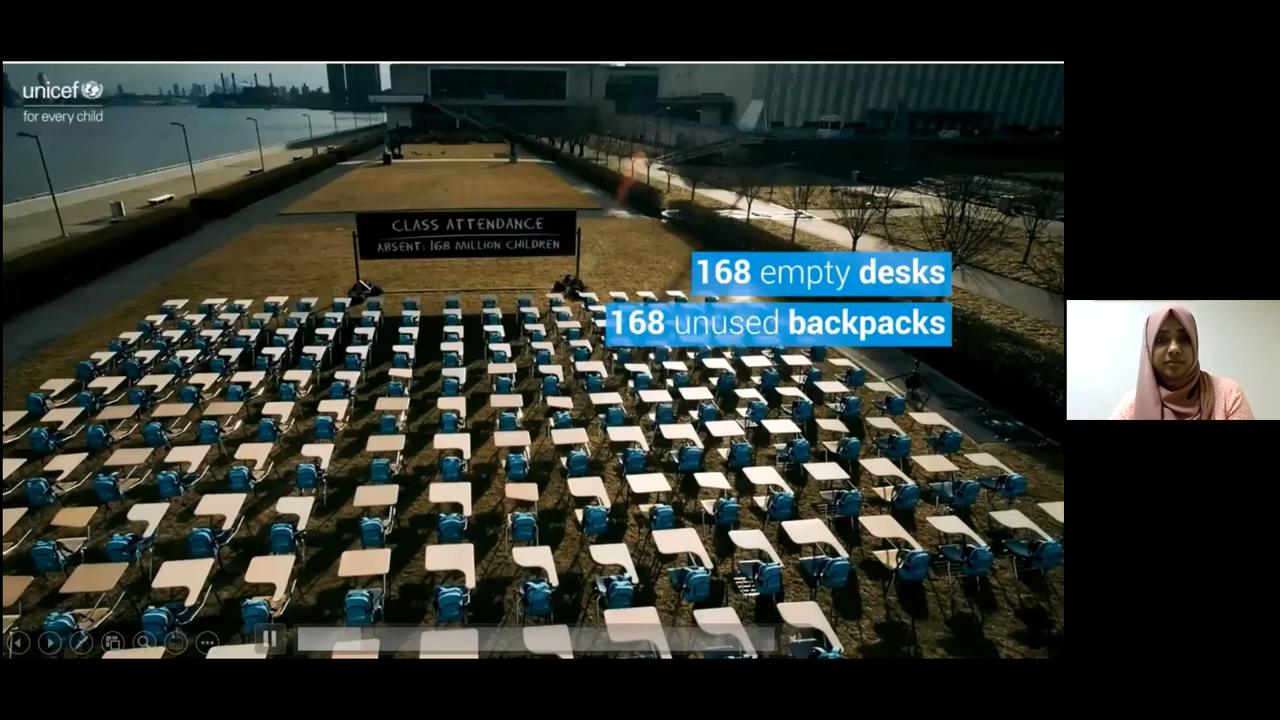 unicef
for every child
CLASS ATTENDANCE
ABSENT: 168 MILLION CHILDREN
168 empty desks
168 unused backpacks